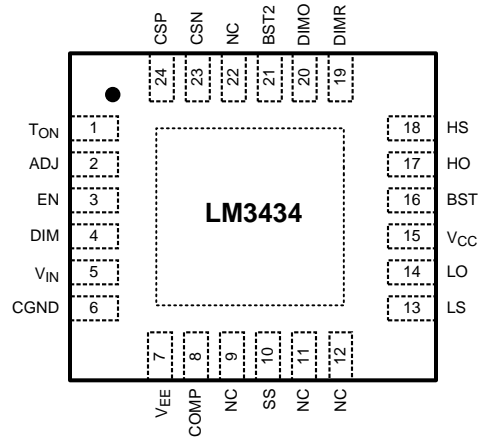 CSP CSN NC BST2 DIMO DIMR
24 23 22 21 20 19
TON 1 18 HS
ADJ 2 17 HO
EN 3 16 BST
LM3434
DIM 4 15 VCC
VIN 5 14 LO
CGND 6 13 LS
7 8 9 10 11 12
VEE COMP NC SS NC NC